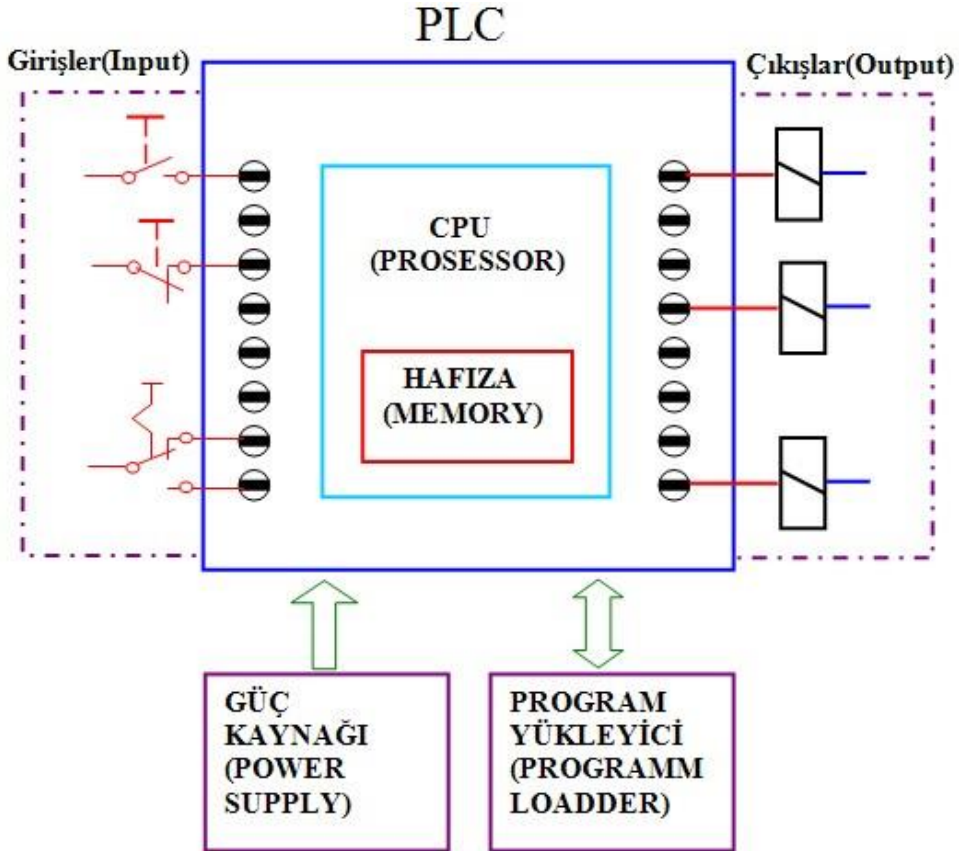 PLC
Girişler(Input)
Çıkışlar(Output)
CPU
(PROSESSOR)
HAFIZA
(MEMORY)
GÜÇ
KAYNAĞI
(POWER
SUPPLY)
PROGRAM
YÜKLEYİCİ
(PROGRAMM
LOADDER)